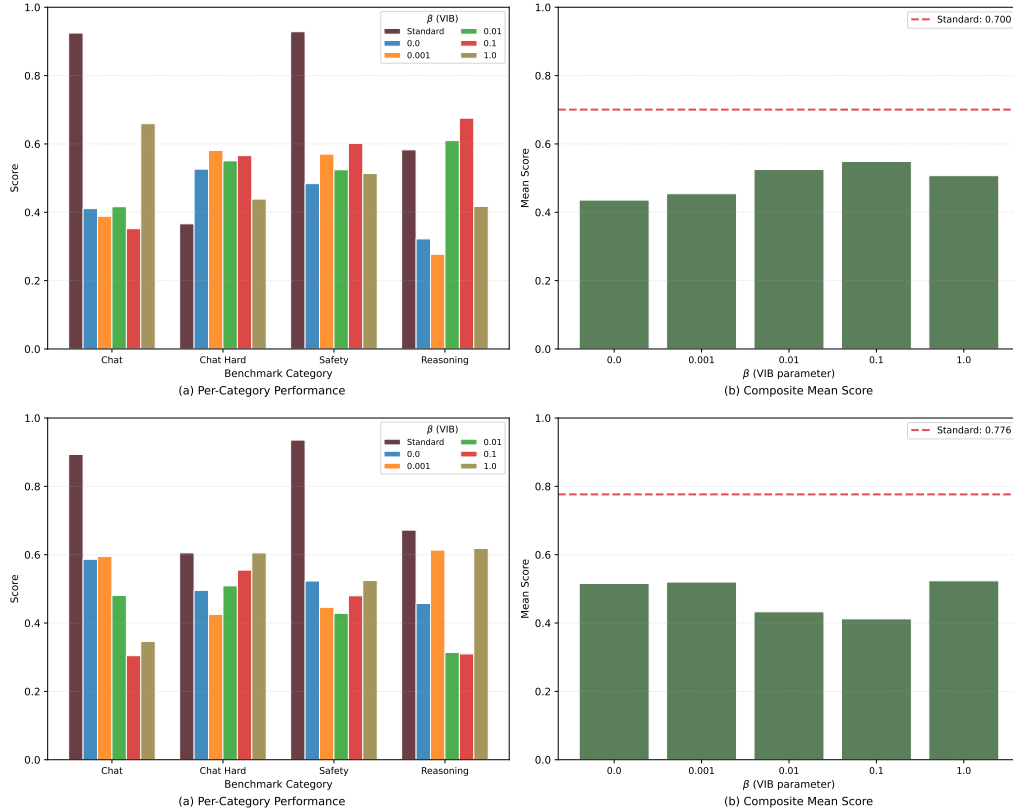 β (VIB)
Standard
0.0
0.001
0.01
0.1
1.0
Score
1.0
0.8
0.6
0.4
0.2
0.0
Chat
Chat Hard
Safety
Reasoning
Benchmark Category
(a) Per-Category Performance
Standard: 0.700
Mean Score
1.0
0.8
0.6
0.4
0.2
0.0
0.0
0.001
0.01
0.1
1.0
β (VIB parameter)
(b) Composite Mean Score
β (VIB)
Standard
0.0
0.001
0.01
0.1
1.0
Score
1.0
0.8
0.6
0.4
0.2
0.0
Chat
Chat Hard
Safety
Reasoning
Benchmark Category
(a) Per-Category Performance
Standard: 0.776
Mean Score
1.0
0.8
0.6
0.4
0.2
0.0
0.0
0.001
0.01
0.1
1.0
β (VIB parameter)
(b) Composite Mean Score